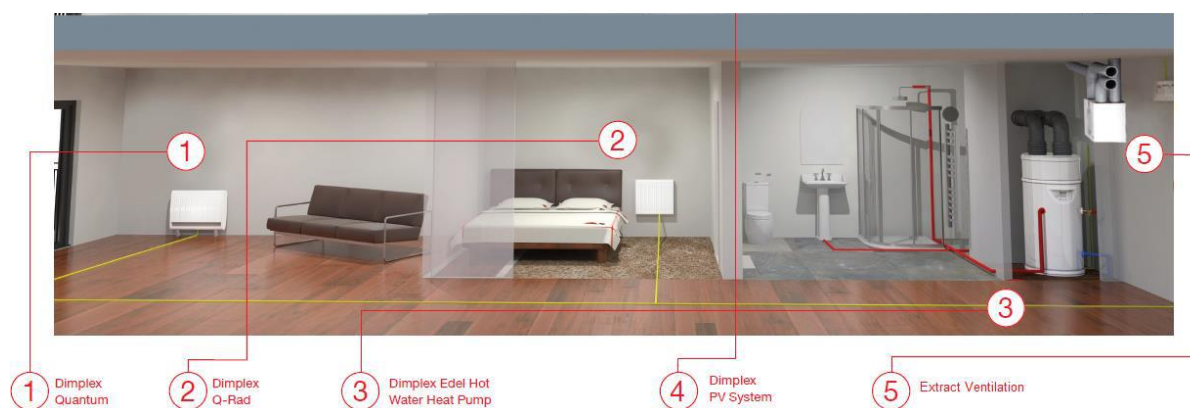 1
2
5
3
1
Dimplex
Quantum
2
Dimplex
Q-Rad
3
Dimplex Edel Hot
Water Heat Pump
4
Dimplex
PV System
5
Extract Ventilation